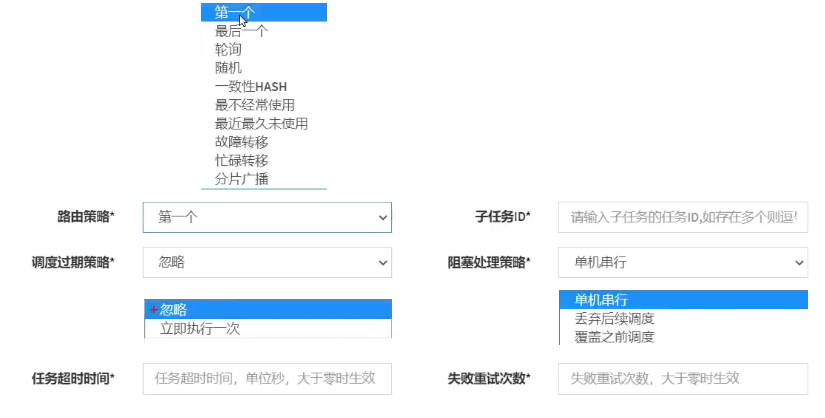 第一个
最后一个
轮询
随机
一致性HASH
最不经常使用
最近最久未使用
故障转移
忙碌转移
分片广播
路由策略* 第一个 子任务ID* 请输入子任务的任务ID,如存在多个则逗!
调度过期策略* 忽略 阻塞处理策略* 单机串行
忽略
立即执行一次
单机串行
丢弃后续调度
覆盖之前调度
任务超时时间* 任务超时时间，单位秒，大于零时生效 失败重试次数* 失败重试次数，大于零时生效